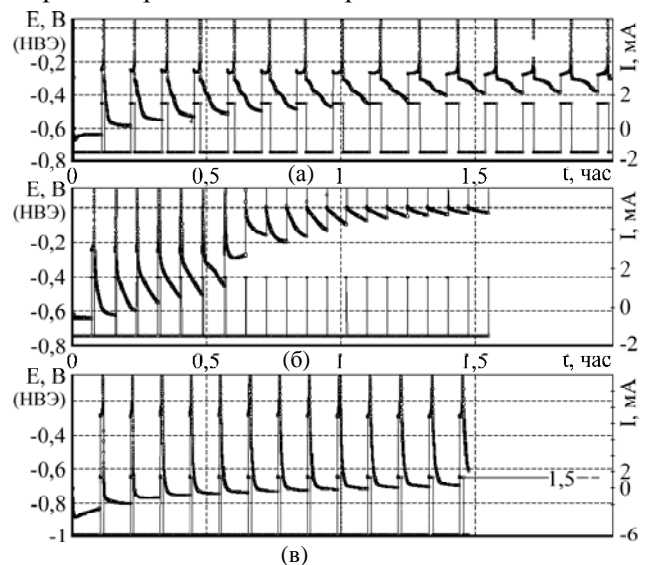 E, В
(НВЭ)
-0,2
-0,4
-0,6
-0,8
I, мА
2
0
-2
0 0,5 (а) 1 1,5 t, час
E, В
(НВЭ)
-0,2
-0,4
-0,6
-0,8
I, мА
2
0
-2
0 0,5 (б) 1 1,5 t, час
E, В
(НВЭ)
-0,4
-0,6
-0,8
-1
I, мА
2
0
-6
1,5
(в)